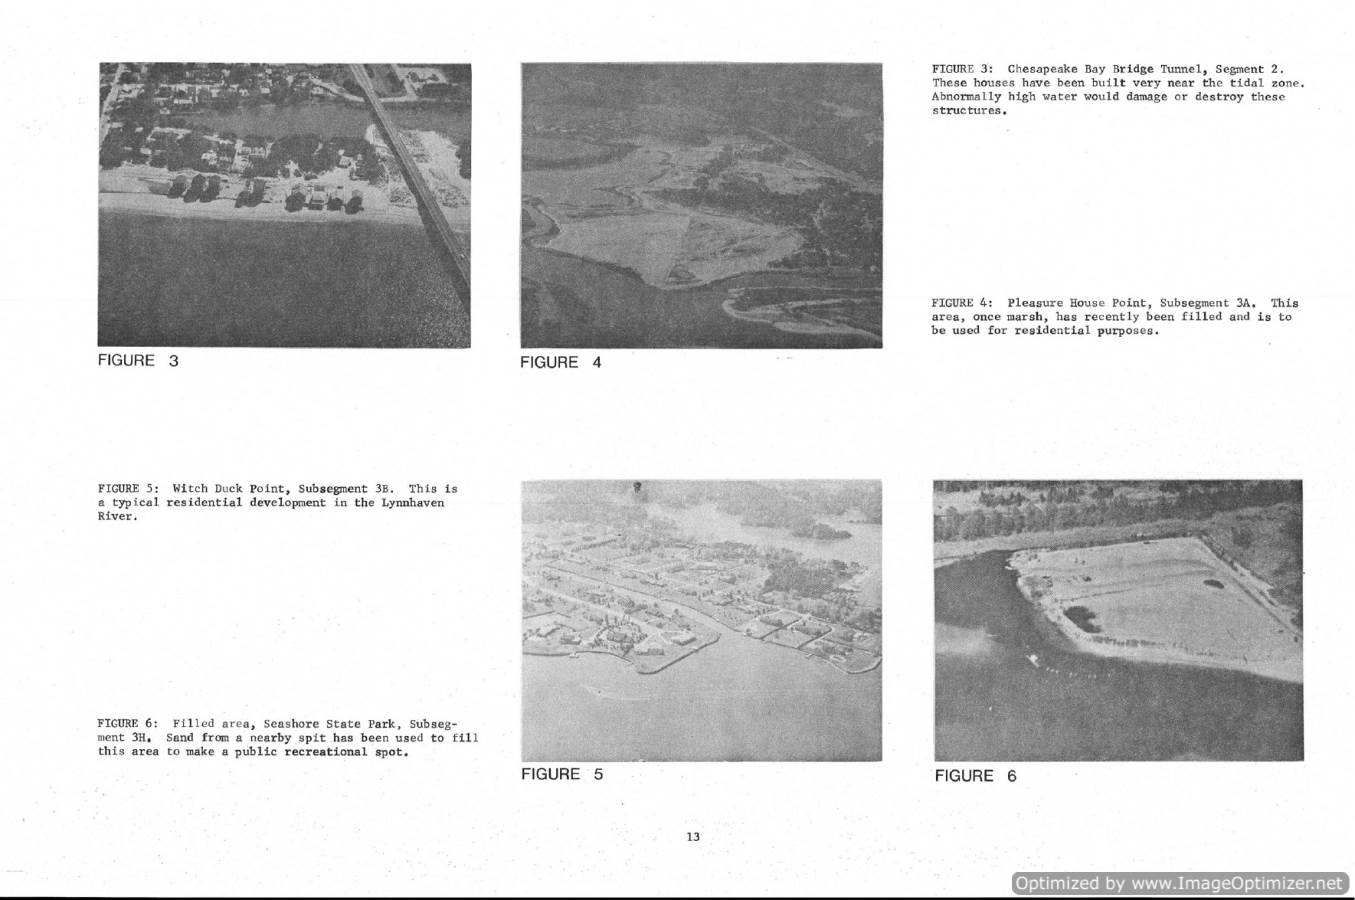 FIGURE 3: Chesapeake Bay Bridge Tunnel, Segment 2.
These houses have been built very near the tidal zone.
Abnormally high water would damage or destroy these
structures.
FIGURE 4: Pleasure House Point, Subsegment 3A. This
area, once marsh, has recently been filled and is to
be used for residential purposes.
FIGURE 3
FIGURE 4
FIGURE 5: Witch Duck Point, Subsegment 3B. This is
a typical residential development in the Lynnhaven
River.
FIGURE 6: Filled area, Seashore State Park, Subseg-
ment 3H. Sand from a nearby spit has been used to fill
this area to make a public recreational spot.
FIGURE 5
FIGURE 6
13
Optimized by www.ImageOptimizer.net